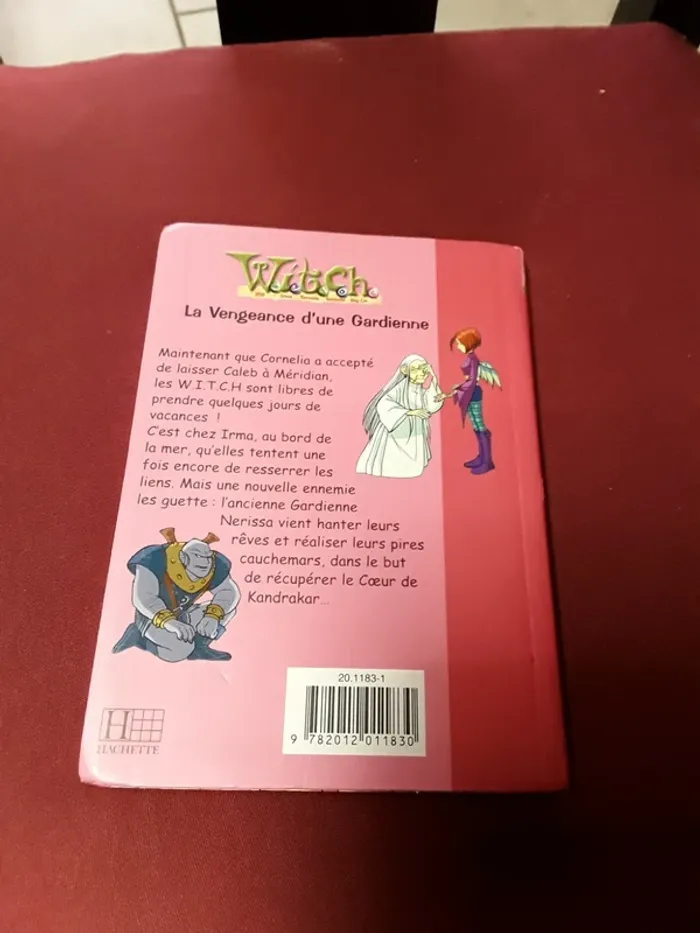 W.i.t.c.h.
La Vengeance d'une Gardienne
Maintenant que Cornelia a accepté
de laisser Caleb à Méridian,
les W.I.T.C.H sont libres de
prendre quelques jours de
vacances !
C'est chez Irma, au bord de
la mer, qu'elles tentent une
fois encore de resserrer les
liens. Mais une nouvelle ennemie
les guette : l'ancienne Gardienne
Nerissa vient hanter leurs
rêves et réaliser leurs pires
cauchemars, dans le but
de récupérer le Cœur de
Kandrakar...
20.1183-1
9 782012 011830
H
HACHETTE